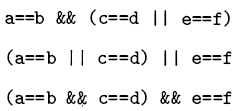 a==b && (c==d || e==f)
(a==b || c==d) || e==f
(a==b && c==d) && e==f